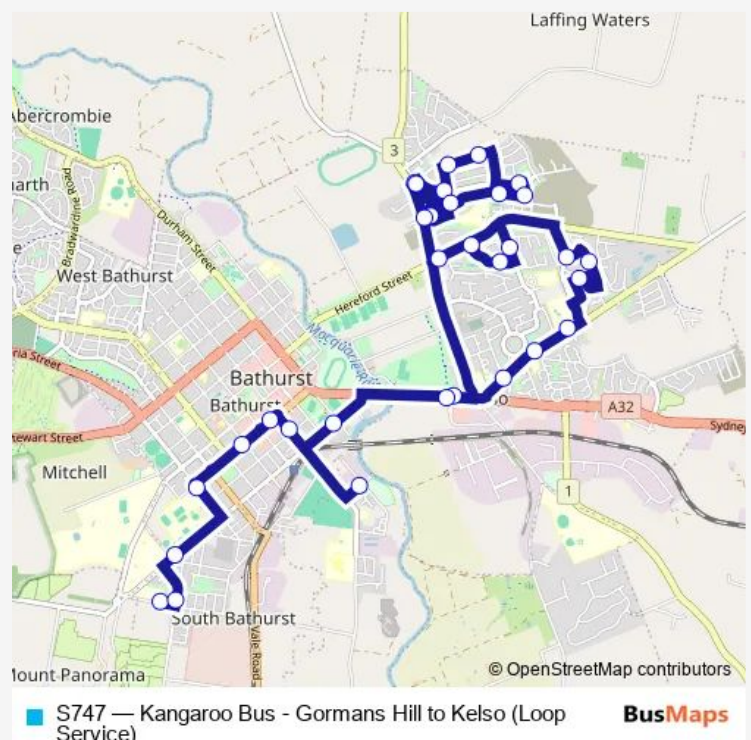 Laffing Waters
Abercrombie
3
arth
Bradwardine Road
Durham Street
West Bathurst
Hereford Street
Macquarie Ri
ria Street
Bathurst
Bathurst
o
A32
tewart Street
Sydney
Mitchell
1
South Bathurst
Vale Road
Mount Panorama
© OpenStreetMap contributors
S747 — Kangaroo Bus - Gormans Hill to Kelso (Loop
Service)
BusMaps